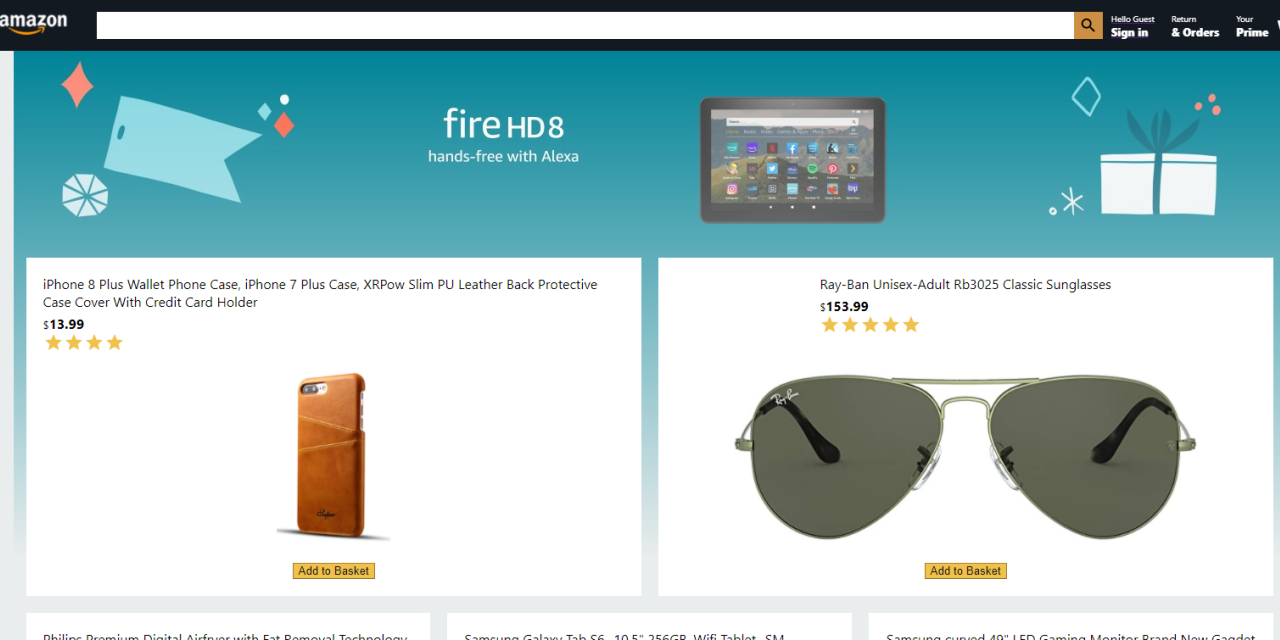 amazon
Hello Guest
Sign in
Return
& Orders
Your
Prime
fire HD 8
hands-free with Alexa
iPhone 8 Plus Wallet Phone Case, iPhone 7 Plus Case, XRPow Slim PU Leather Back Protective
Case Cover With Credit Card Holder
$13.99
Ray-Ban Unisex-Adult Rb3025 Classic Sunglasses
$153.99
Ray-Ban
Add to Basket
Add to Basket
Philips Premium Digital Airfryer with Fat Removal Technology
Samsung Galaxy Tab S6 , 10.5" 256GB, Wifi Tablet , SM
Samsung curved 49" LED Gaming Monitor Brand New Gagdet